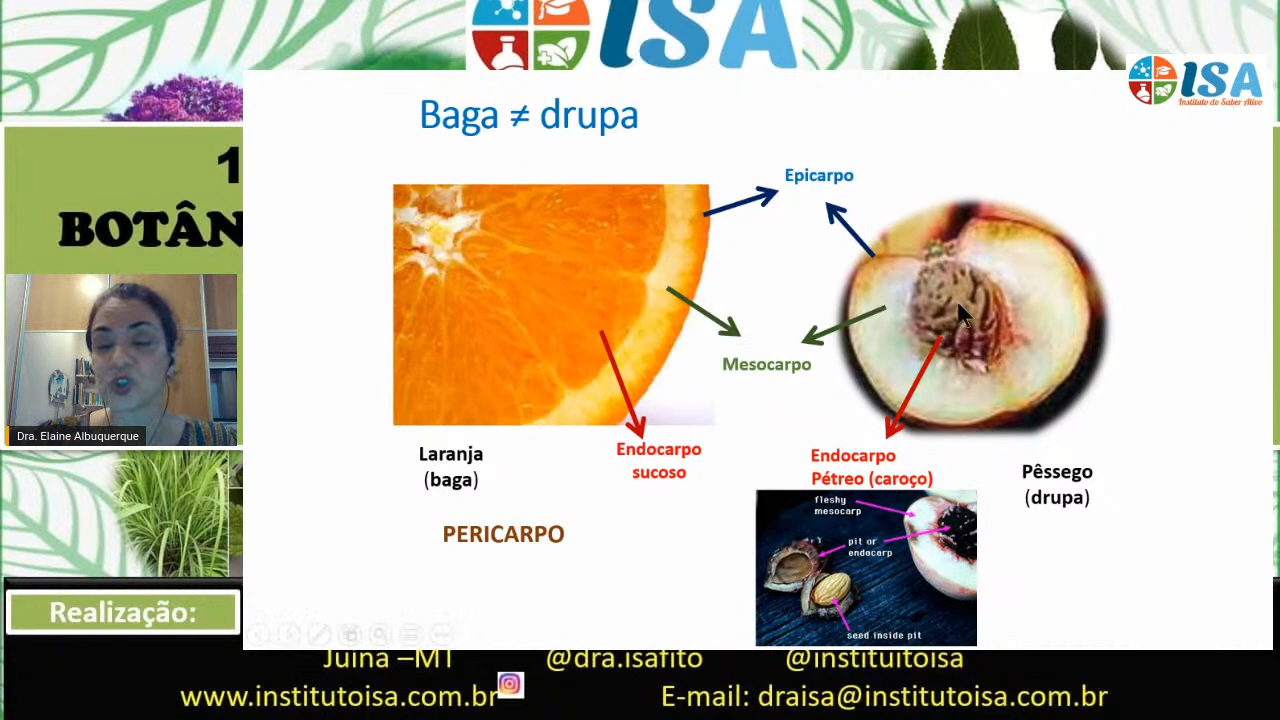 ISA
ISA
Instituto do Saber Ativo
Baga ≠ drupa
1
BOTÂN
Epicarpo
Mesocarpo
Dra. Elaine Albuquerque
Laranja
(baga)
Endocarpo
sucoso
Endocarpo
Pétreo (caroço)
Pêssego
(drupa)
PERICARPO
fleshy
mesocarp
pit or
endocarp
seed inside pit
Realização:
Juína –MT
@dra.isafito
@instituitoisa
www.institutoisa.com.br
E-mail: draisa@institutoisa.com.br